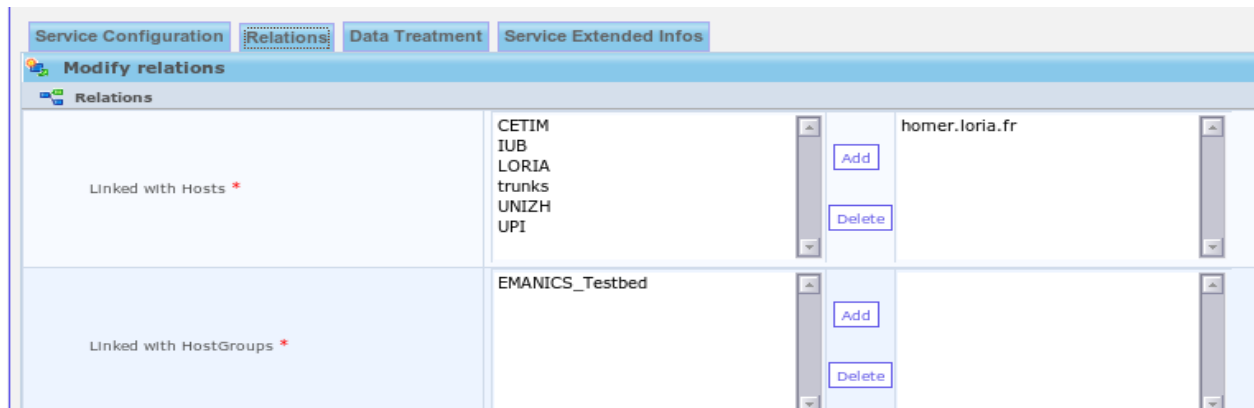 Service Configuration Relations Data Treatment Service Extended Infos
Modify relations
Relations
Linked with Hosts *
CETIM
IUB
LORIA
trunks
UNIZH
UPI
Add
Delete
homer.loria.fr
Linked with HostGroups *
EMANICS_Testbed
Add
Delete